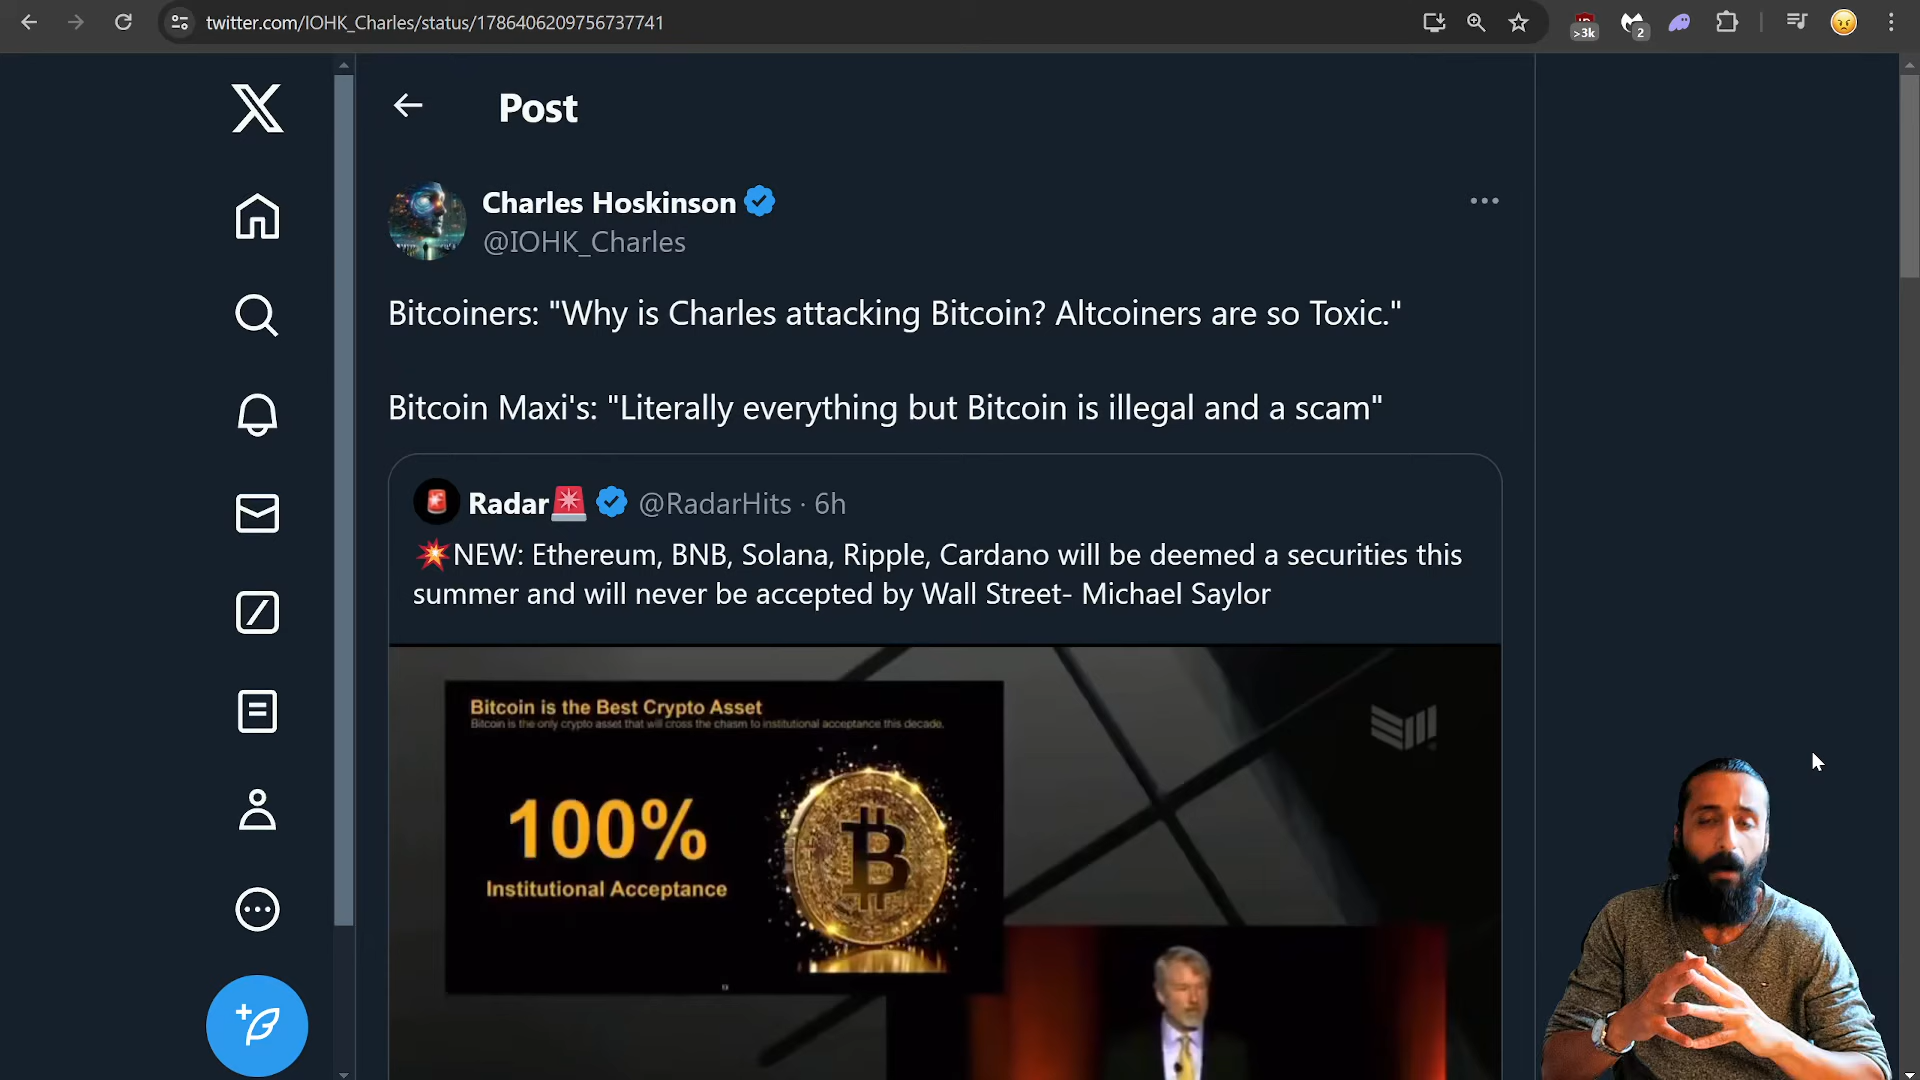 twitter.com/IOHK_Charles/status/1786406209756737741
>3k
2
Post
Charles Hoskinson
@IOHK_Charles
Bitcoiners: "Why is Charles attacking Bitcoin? Altcoiners are so Toxic."
Bitcoin Maxi's: "Literally everything but Bitcoin is illegal and a scam"
Radar🚨 @RadarHits · 6h
💥NEW: Ethereum, BNB, Solana, Ripple, Cardano will be deemed a securities this
summer and will never be accepted by Wall Street- Michael Saylor
Bitcoin is the Best Crypto Asset
Bitcoin is the only crypto asset that will cross the chasm to institutional acceptance this decade.
100%
Institutional Acceptance